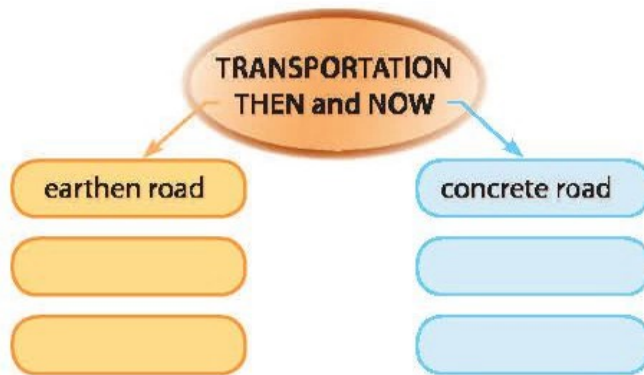 TRANSPORTATION
THEN and NOW
earthen road
concrete road